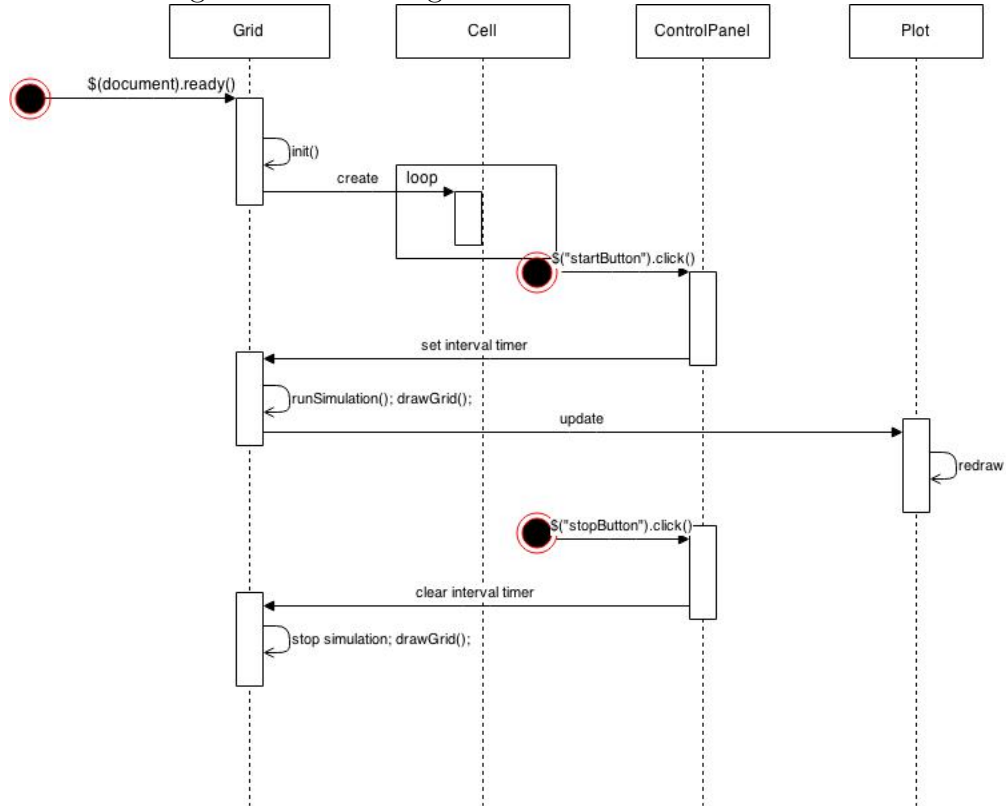 Grid
Cell
ControlPanel
Plot
$(document).ready()
init()
create
loop
$("startButton").click()
set interval timer
runSimulation(); drawGrid();
update
redraw
$("stopButton").click()
clear interval timer
stop simulation; drawGrid();